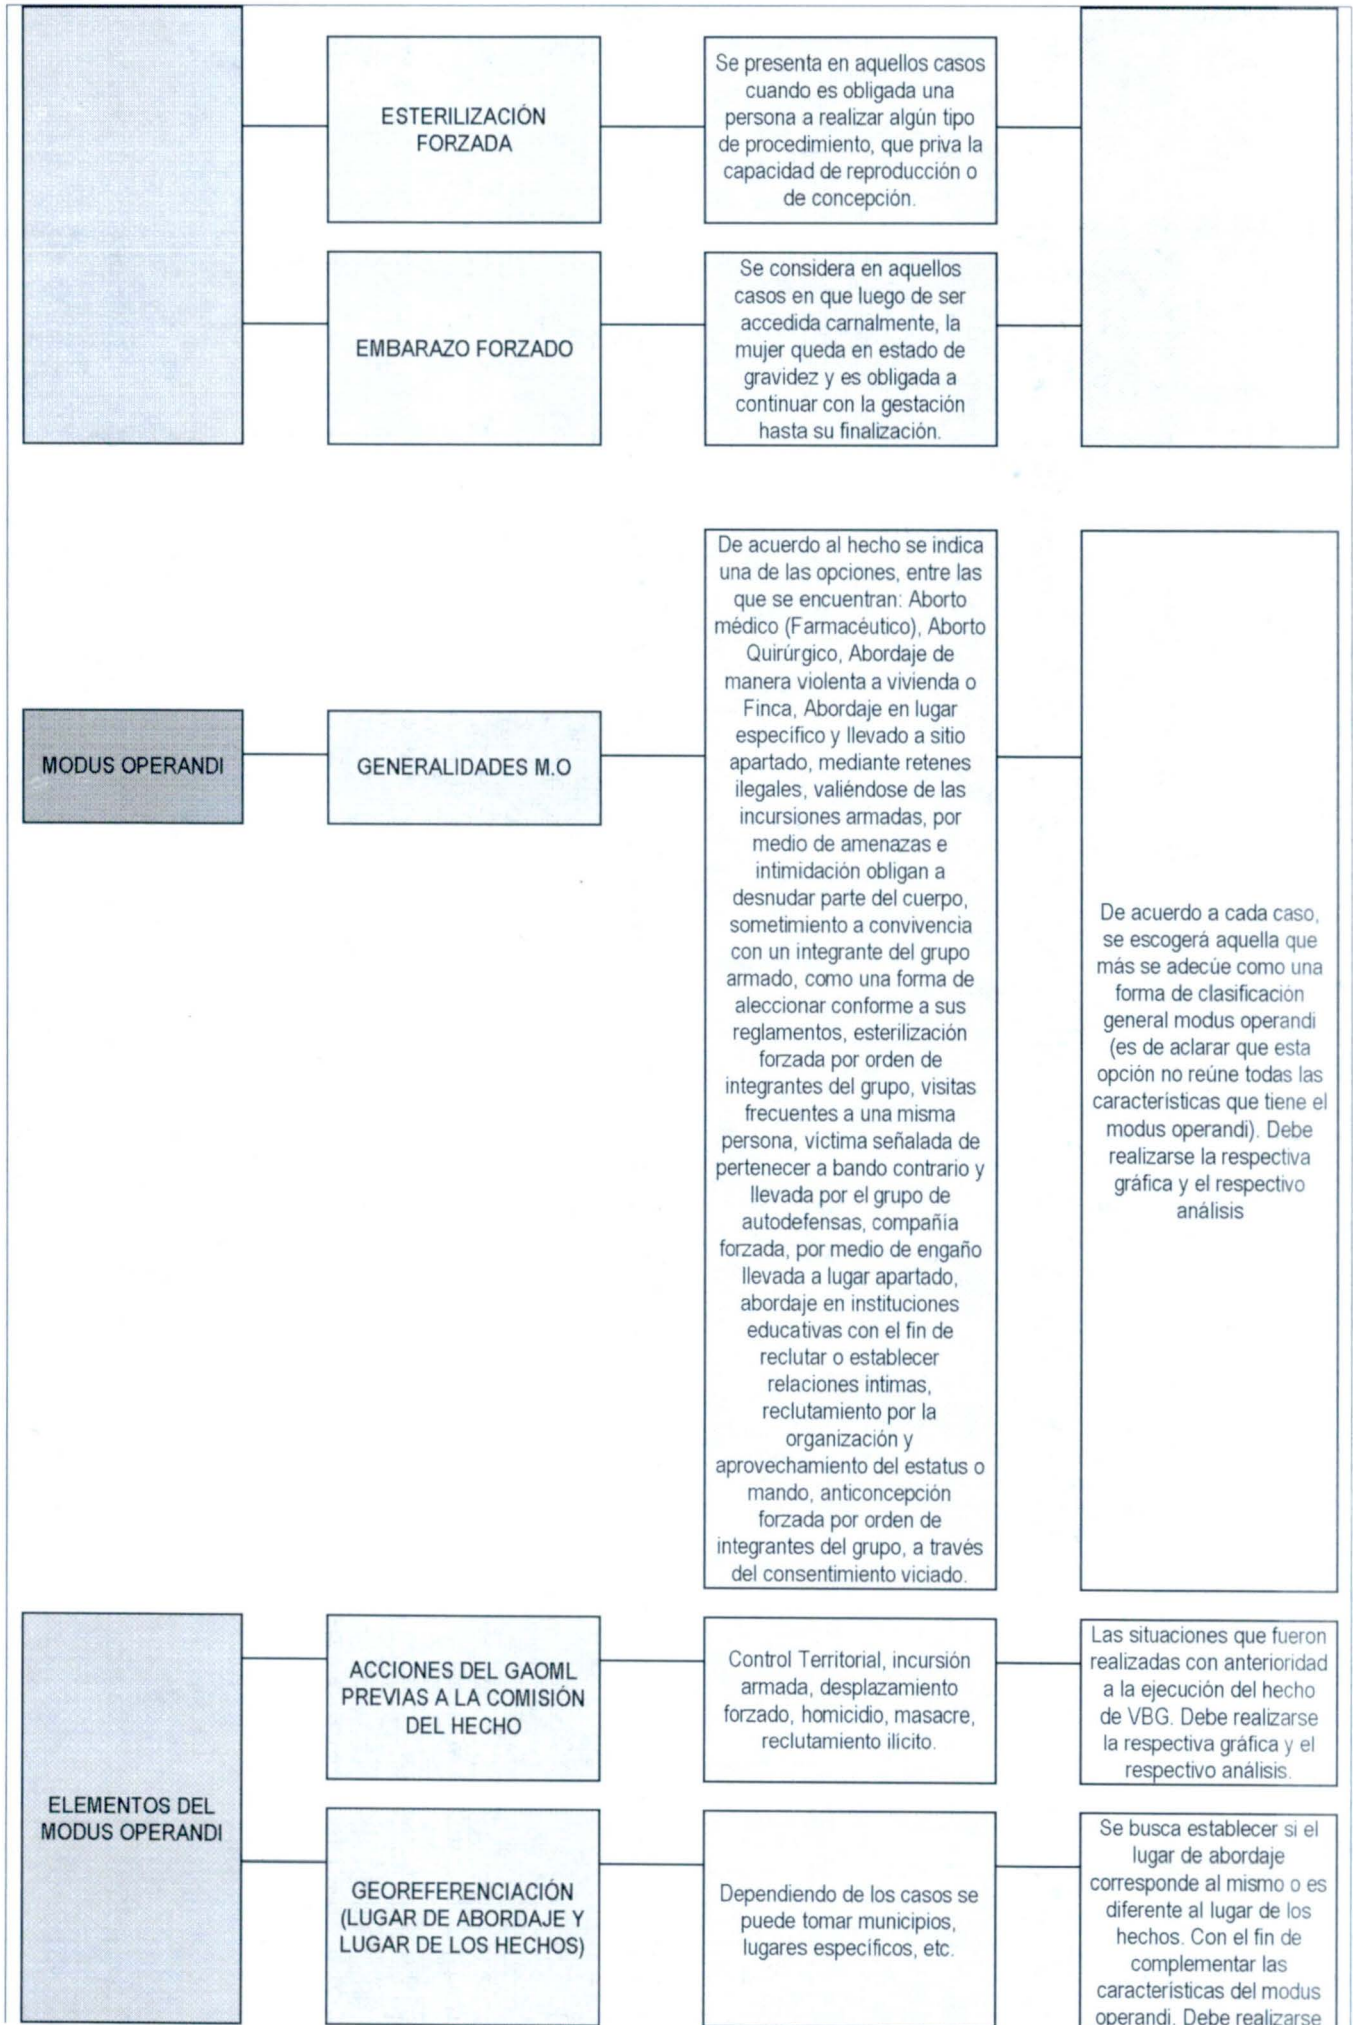 ESTERILIZACIÓN
FORZADA
Se presenta en aquellos casos
cuando es obligada una
persona a realizar algún tipo
de procedimiento, que priva la
capacidad de reproducción o
de concepción.
EMBARAZO FORZADO
Se considera en aquellos
casos en que luego de ser
accedida carnalmente, la
mujer queda en estado de
gravidez y es obligada a
continuar con la gestación
hasta su finalización.
MODUS OPERANDI
GENERALIDADES M.O
De acuerdo al hecho se indica
una de las opciones, entre las
que se encuentran: Aborto
médico (Farmacéutico), Aborto
Quirúrgico, Abordaje de
manera violenta a vivienda o
Finca, Abordaje en lugar
específico y llevado a sitio
apartado, mediante retenes
ilegales, valiéndose de las
incursiones armadas, por
medio de amenazas e
intimidación obligan a
desnudar parte del cuerpo,
sometimiento a convivencia
con un integrante del grupo
armado, como una forma de
aleccionar conforme a sus
reglamentos, esterilización
forzada por orden de
integrantes del grupo, visitas
frecuentes a una misma
persona, víctima señalada de
pertenecer a bando contrario y
llevada por el grupo de
autodefensas, compañía
forzada, por medio de engaño
llevada a lugar apartado,
abordaje en instituciones
educativas con el fin de
reclutar o establecer
relaciones intimas,
reclutamiento por la
organización y
aprovechamiento del estatus o
mando, anticoncepción
forzada por orden de
integrantes del grupo, a través
del consentimiento viciado.
De acuerdo a cada caso,
se escogerá aquella que
más se adecúe como una
forma de clasificación
general modus operandi
(es de aclarar que esta
opción no reúne todas las
características que tiene el
modus operandi). Debe
realizarse la respectiva
gráfica y el respectivo
análisis
ELEMENTOS DEL
MODUS OPERANDI
ACCIONES DEL GAOML
PREVIAS A LA COMISIÓN
DEL HECHO
Control Territorial, incursión
armada, desplazamiento
forzado, homicidio, masacre,
reclutamiento ilícito.
Las situaciones que fueron
realizadas con anterioridad
a la ejecución del hecho
de VBG. Debe realizarse
la respectiva gráfica y el
respectivo análisis.
GEOREFERENCIACIÓN
(LUGAR DE ABORDAJE Y
LUGAR DE LOS HECHOS)
Dependiendo de los casos se
puede tomar municipios,
lugares específicos, etc.
Se busca establecer si el
lugar de abordaje
corresponde al mismo o es
diferente al lugar de los
hechos. Con el fin de
complementar las
características del modus
operandi. Debe realizarse